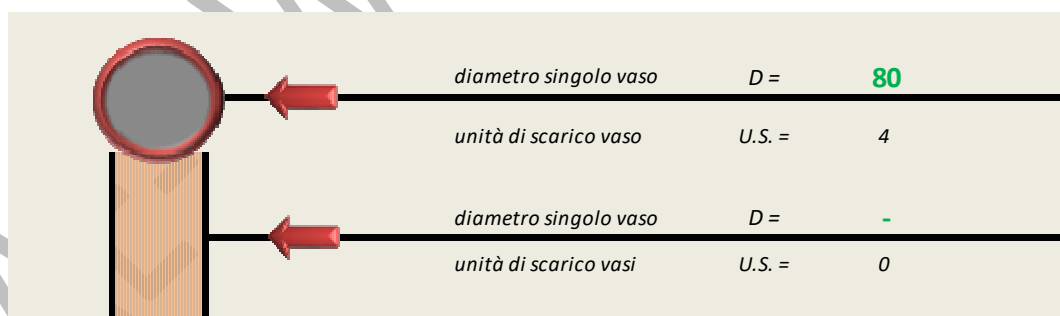 diametro singolo vaso D = 80
unità di scarico vaso U.S. = 4
diametro singolo vaso D = -
unità di scarico vasi U.S. = 0